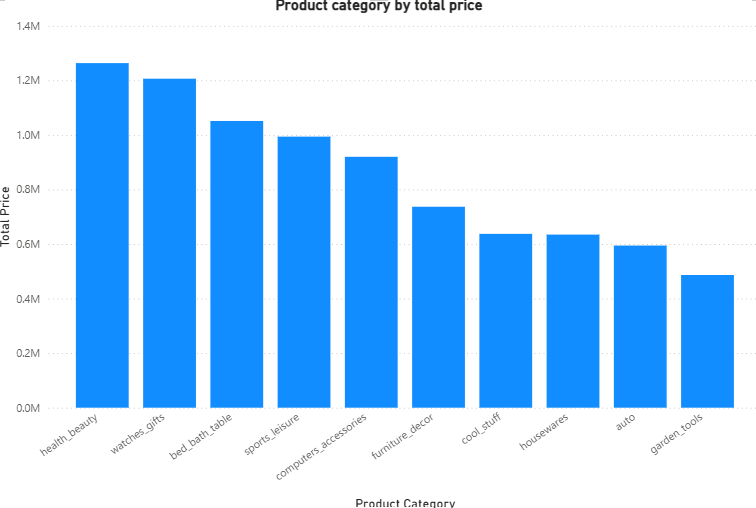 Product category by total price
1.4M
1.2M
1.0M
0.8M
0.6M
0.4M
0.2M
0.0M
Total Price
health_beauty
watches_gifts
bed_bath_table
sports_leisure
computers_accessories
furniture_decor
cool_stuff
housewares
auto
garden_tools
Product Category